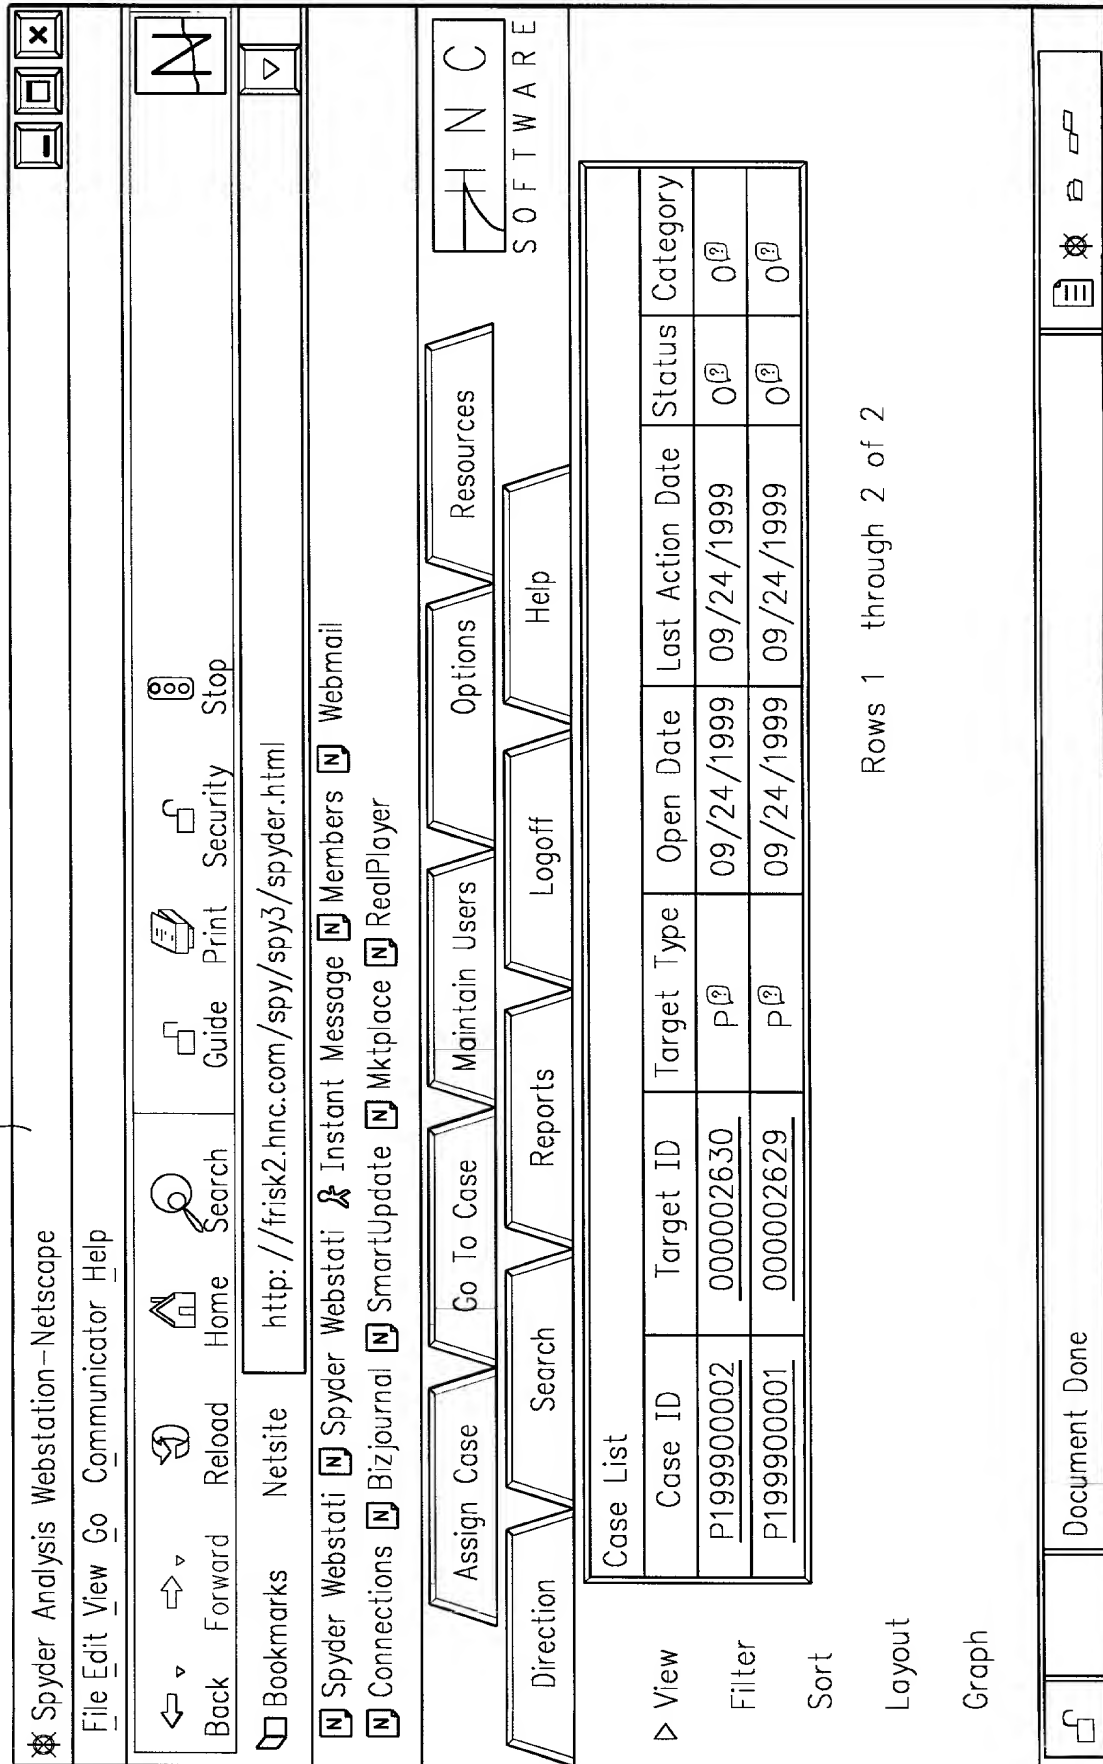 Spyder Analysis Webstation-Netscape
File Edit View Go Communicator Help
Back Forward Reload Home Search Guide Print Security Stop
N
Bookmarks Netsite http://frisk2.hnc.com/spy/spy3/spyder.html
N Spyder Webstati N Spyder Webstati Instant Message N Members N Webmail
N Connections N Bizjournal N SmartUpdate N Mktplace N RealPlayer
Assign Case Go To Case Maintain Users Options Resources
Direction Search Reports Logoff Help
HNC
SOFTWARE
Case List
Case ID Target ID Target Type Open Date Last Action Date Status Category
P199900002 000002630 P? 09/24/1999 09/24/1999 O? O?
P199900001 000002629 P? 09/24/1999 09/24/1999 O? O?
View
Filter
Sort
Layout
Graph
Rows 1 through 2 of 2
Document Done